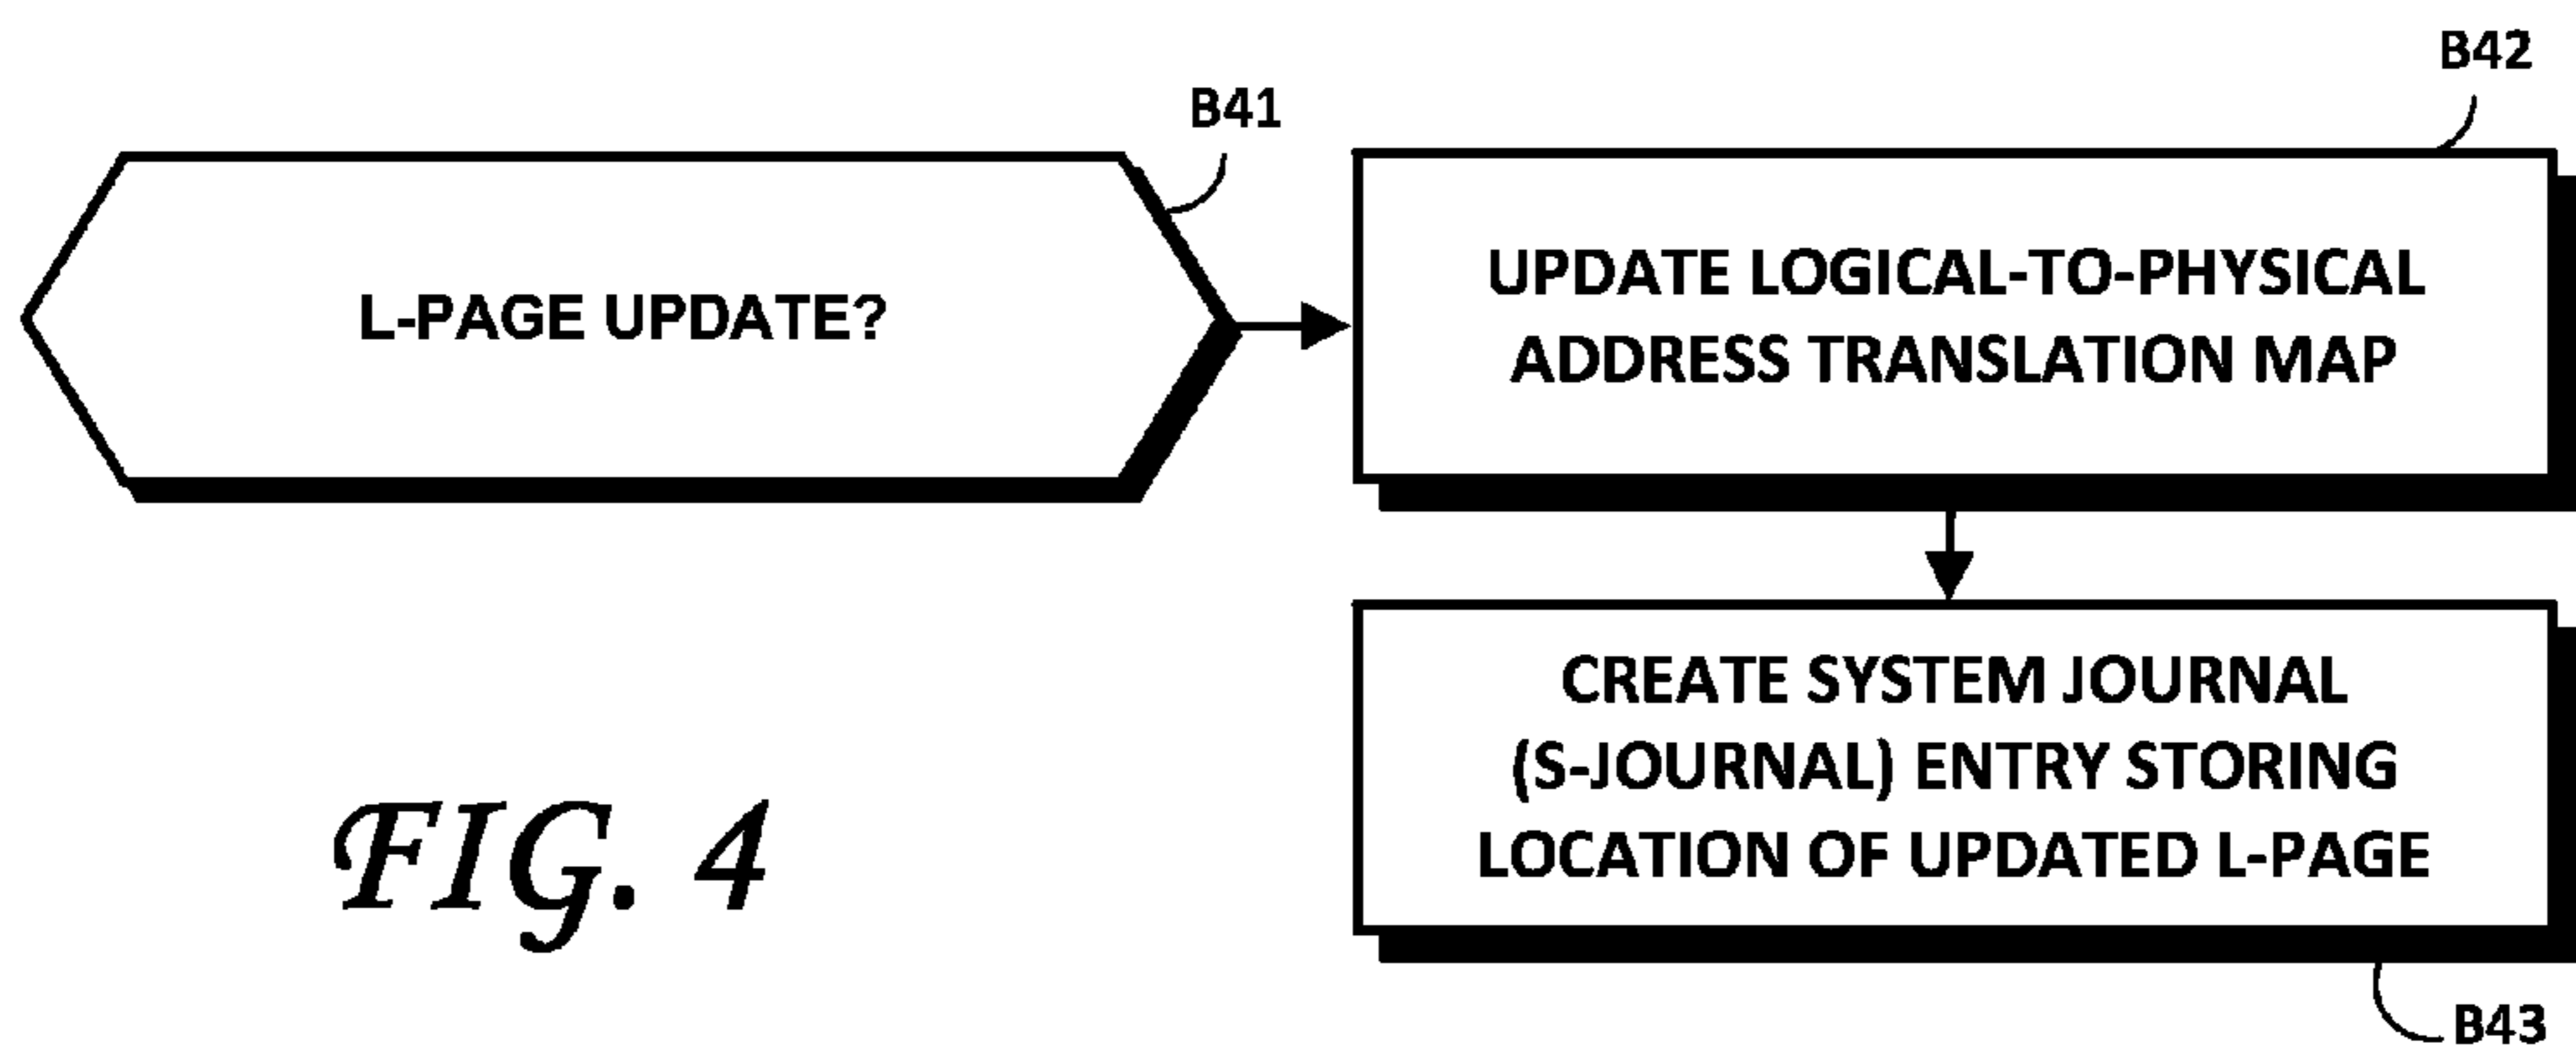 B41
L-PAGE UPDATE?
B42
UPDATE LOGICAL-TO-PHYSICAL
ADDRESS TRANSLATION MAP
CREATE SYSTEM JOURNAL
(S-JOURNAL) ENTRY STORING
LOCATION OF UPDATED L-PAGE
B43
FIG. 4